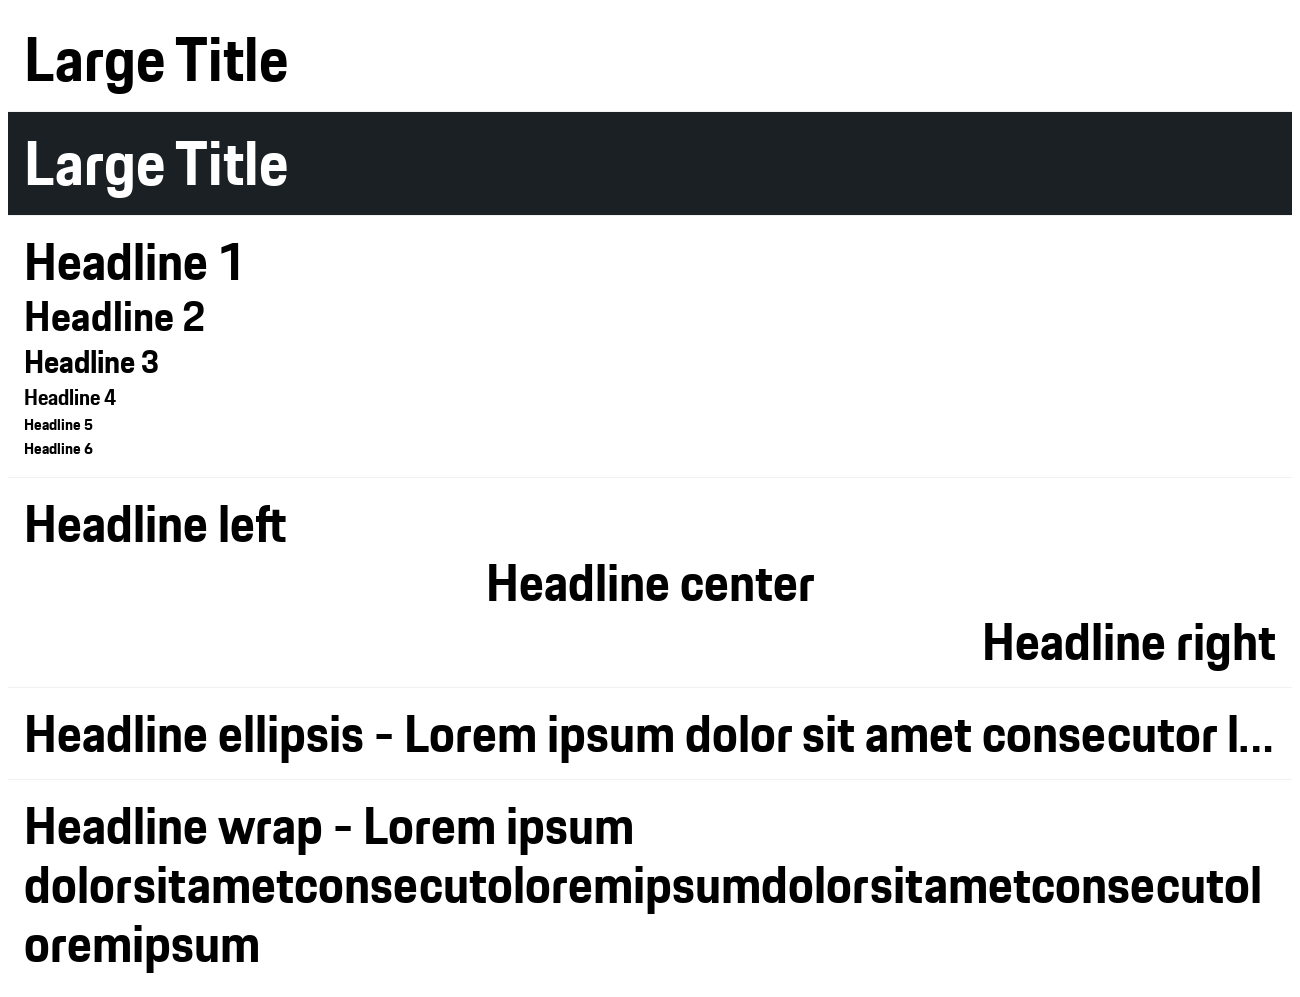 Large Title
Large Title
Headline 1
Headline 2
Headline 3
Headline 4
Headline 5
Headline 6
Headline left
Headline center
Headline right
Headline ellipsis - Lorem ipsum dolor sit amet consecutor l...
Headline wrap - Lorem ipsum
dolorsitametconsecutoloremipsumdolorsitametconsecutol
oremipsum